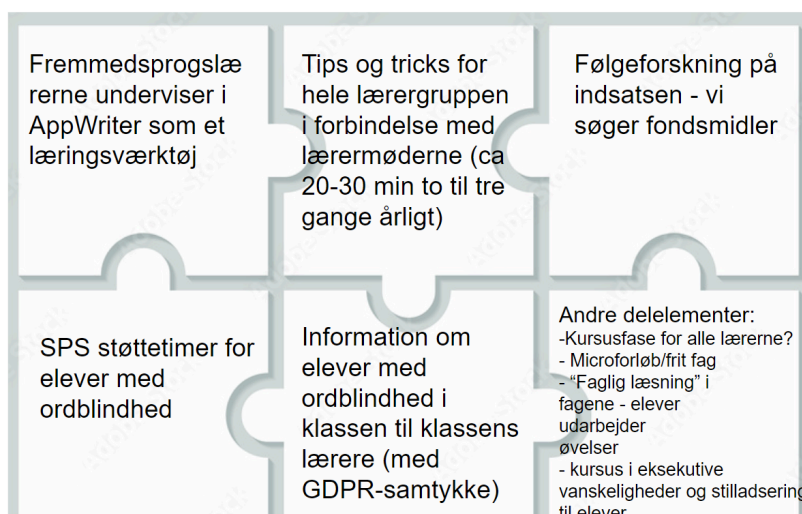 Fremmedsprogslæ
rerne underviser i
AppWriter som et
læringsværktøj
Tips og tricks for
hele lærergruppen
i forbindelse med
lærermøderne (ca
20-30 min to til tre
gange årligt)
Følgeforskning på
indsatsen - vi
søger fondsmidler
SPS støttetimer for
elever med
ordblindhed
Information om
elever med
ordblindhed i
klassen til klassens
lærere (med
GDPR-samtykke)
Andre delelementer:
-Kursusfase for alle lærerne?
- Microforløb/frit fag
- "Faglig læsning" i
fagene - elever
udarbejder
øvelser
- kursus i eksekutive
vanskeligheder og stilladsering
til elever